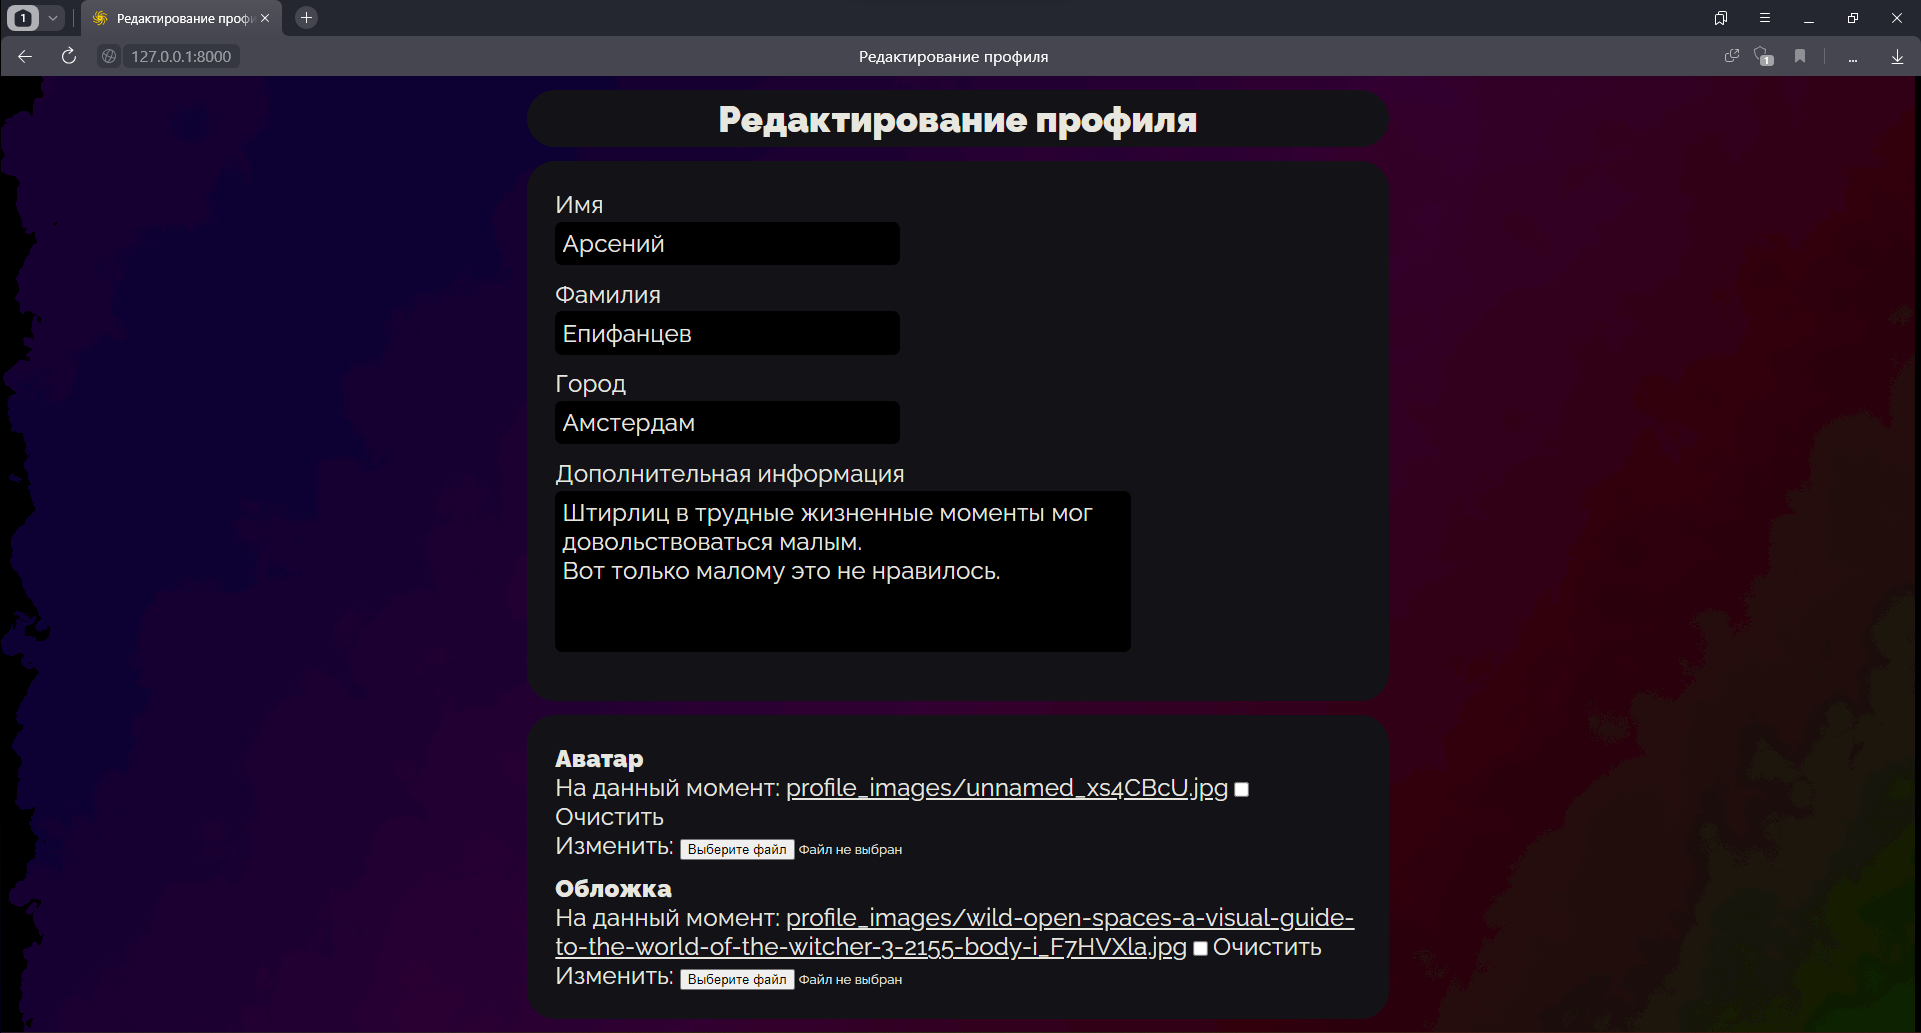 1
Редактирование профи
127.0.0.1:8000
Редактирование профиля
1
Редактирование профиля
Имя
Арсений
Фамилия
Епифанцев
Город
Амстердам
Дополнительная информация
Штирлиц в трудные жизненные моменты мог
довольствоваться малым.
Вот только малому это не нравилось.
Аватар
На данный момент: profile_images/unnamed_xs4CBcU.jpg
Очистить
Изменить: Выберите файл Файл не выбран
Обложка
На данный момент: profile_images/wild-open-spaces-a-visual-guide-
to-the-world-of-the-witcher-3-2155-body-i_F7HVXla.jpg Очистить
Изменить: Выберите файл Файл не выбран